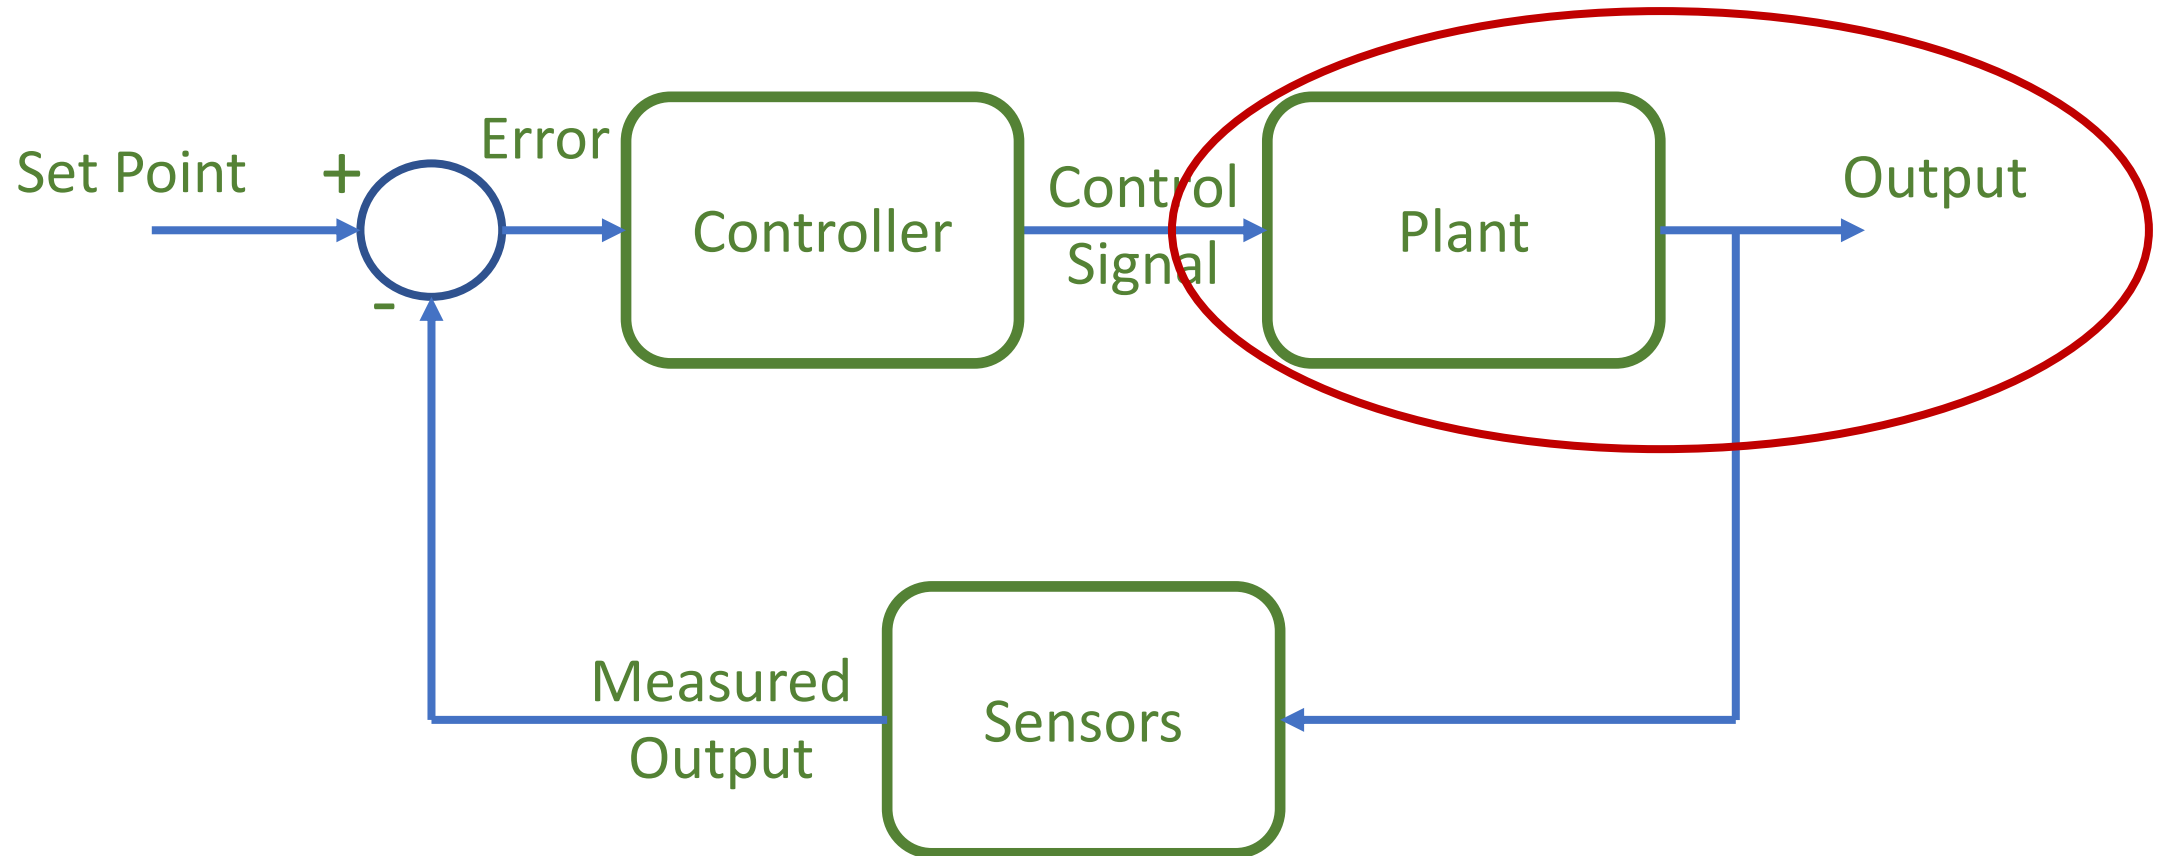 Set Point
+
-
Error
Controller
Control
Signal
Plant
Output
Measured
Output
Sensors